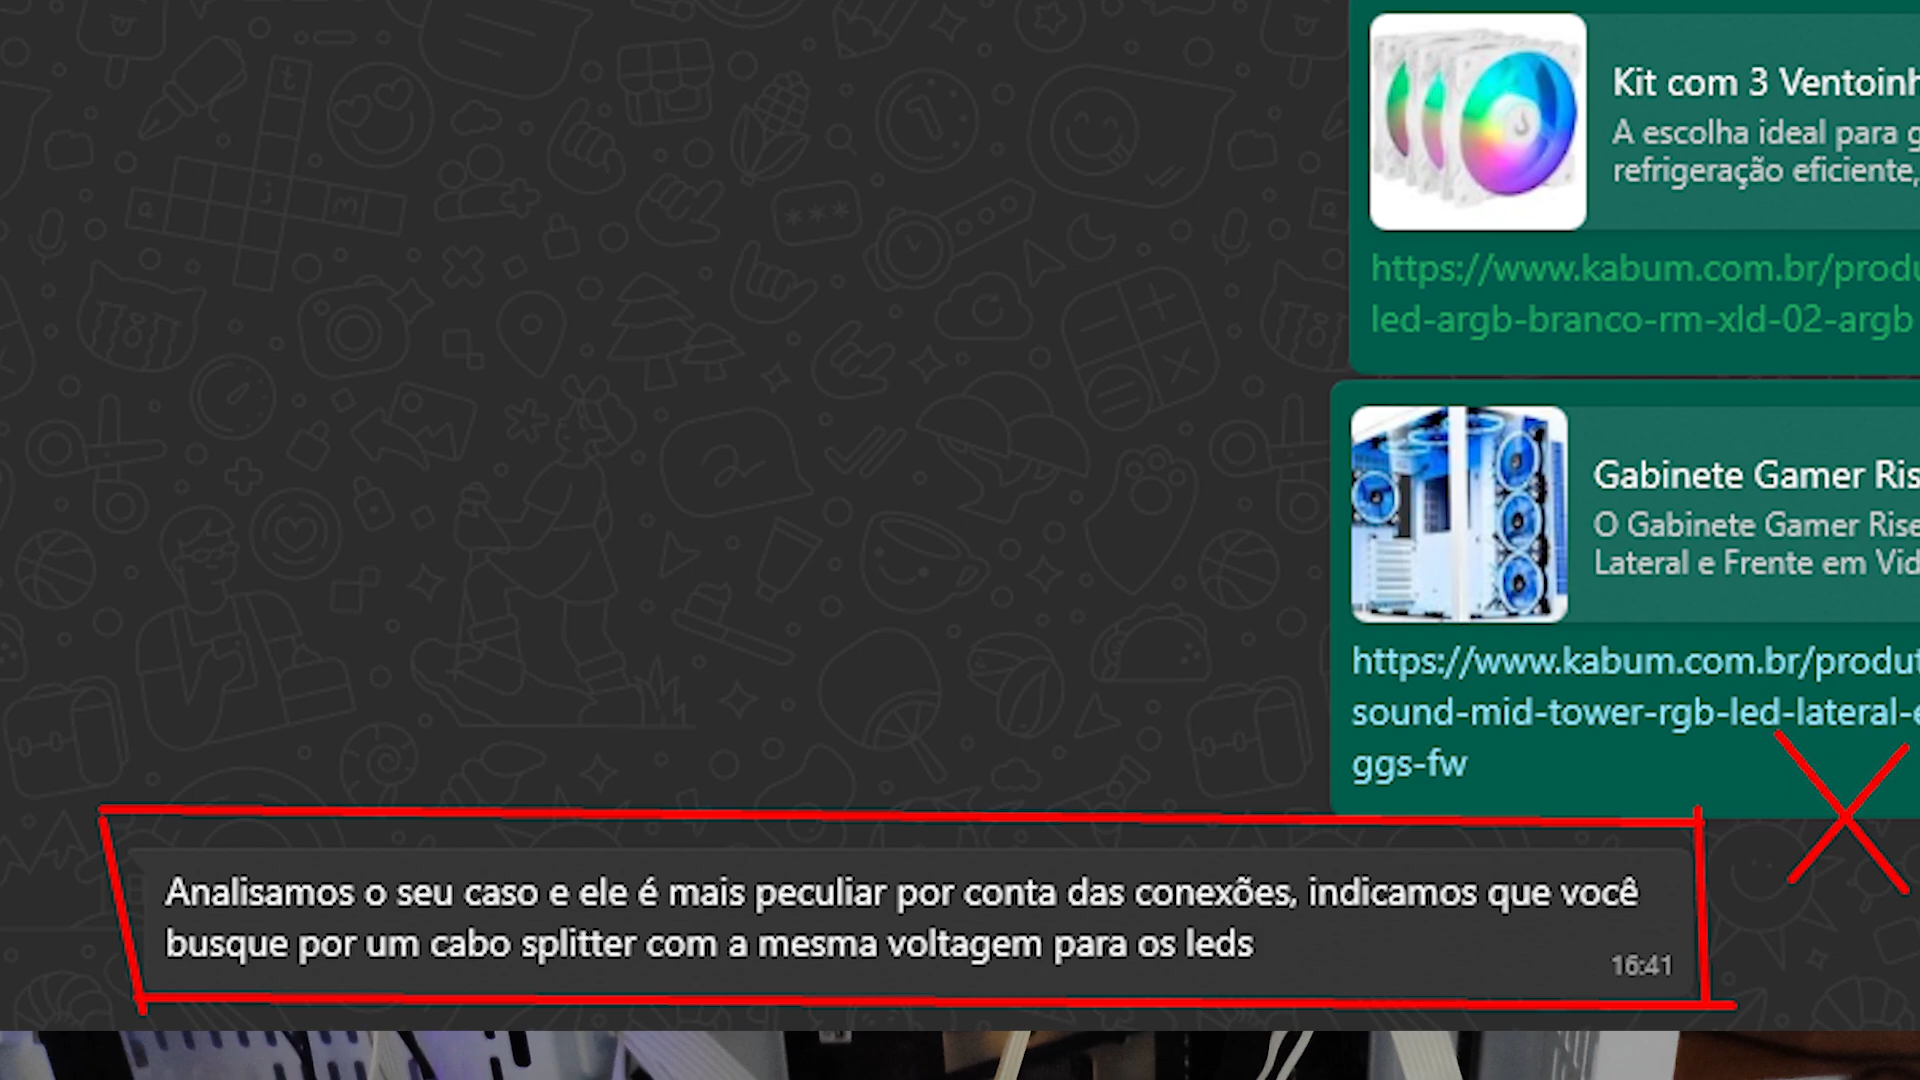 Kit com 3 Ventoinh
A escolha ideal para g
refrigeração eficiente,
https://www.kabum.com.br/produ
led-argb-branco-rm-xld-02-argb
Gabinete Gamer Ris
O Gabinete Gamer Rise
Lateral e Frente em Vid
https://www.kabum.com.br/produt
sound-mid-tower-rgb-led-lateral-e
ggs-fw
Analisamos o seu caso e ele é mais peculiar por conta das conexões, indicamos que você
busque por um cabo splitter com a mesma voltagem para os leds
16:41